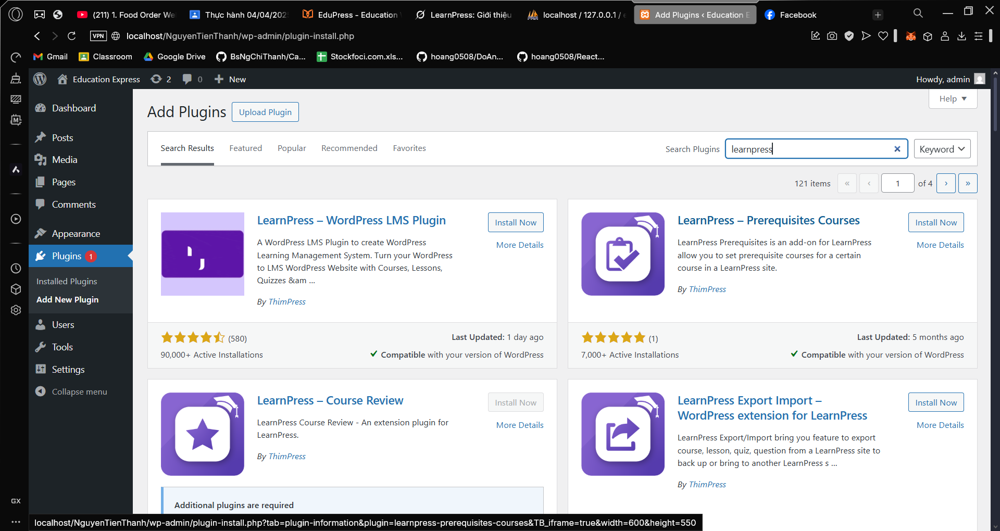 (211) 1. Food Order We
Thực hành 04/04/202
EduPress - Education
LearnPress: Giới thiệu
localhost / 127.0.0.1 /
Add Plugins ‹ Education E
Facebook
VPN
localhost/NguyenTienThanh/wp-admin/plugin-install.php
Gmail
Classroom
Google Drive
BsNgChiThanh/Ca...
Stockfoci.com.xls...
hoang0508/DoAn...
hoang0508/React...
Education Express
2
0
New
Howdy, admin
Dashboard
Posts
Media
Pages
Comments
Appearance
Plugins 1
Installed Plugins
Add New Plugin
Users
Tools
Settings
Collapse menu
GX
Help
Add Plugins
Upload Plugin
Search Results
Featured
Popular
Recommended
Favorites
Search Plugins
learnpress
Keyword
121 items
«
‹
1
of 4
›
»
LearnPress – WordPress LMS Plugin
Install Now
More Details
A WordPress LMS Plugin to create WordPress
Learning Management System. Turn your WordPress
to LMS WordPress Website with Courses, Lessons,
Quizzes &am ...
By ThimPress
(580)
Last Updated: 1 day ago
90,000+ Active Installations
Compatible with your version of WordPress
LearnPress – Prerequisites Courses
Install Now
More Details
LearnPress Prerequisites is an add-on for LearnPress
allow you to set prerequisite courses for a certain
course in a LearnPress site.
By ThimPress
(1)
Last Updated: 5 months ago
7,000+ Active Installations
Compatible with your version of WordPress
LearnPress – Course Review
Install Now
More Details
LearnPress Course Review - An extension plugin for
LearnPress.
By ThimPress
Additional plugins are required
LearnPress Export Import –
WordPress extension for LearnPress
Install Now
More Details
LearnPress Export/Import bring you feature to export
course, lesson, quiz, question from a LearnPress site to
back up or bring to another LearnPress s ...
By ThimPress
localhost/NguyenTienThanh/wp-admin/plugin-install.php?tab=plugin-information&plugin=learnpress-prerequisites-courses&TB_iframe=true&width=600&height=550